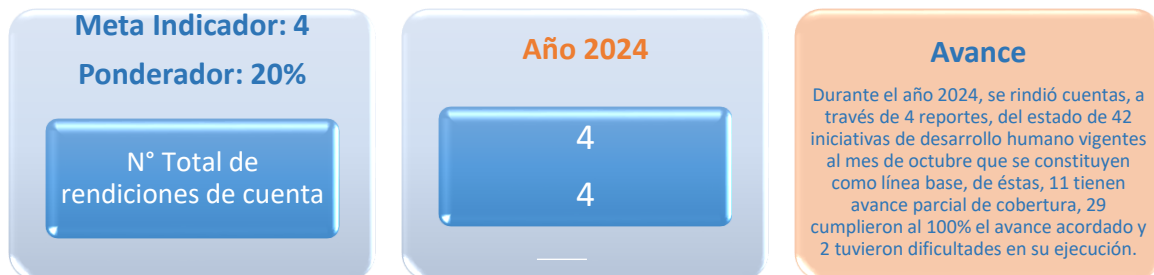 Meta Indicador: 4
Ponderador: 20%
N° Total de
rendiciones de cuenta
Año 2024
4
4
Avance
Durante el año 2024, se rindió cuentas, a
través de 4 reportes, del estado de 42
iniciativas de desarrollo humano vigentes
al mes de octubre que se constituyen
como línea base, de éstas, 11 tienen
avance parcial de cobertura, 29
cumplieron al 100% el avance acordado y
2 tuvieron dificultades en su ejecución.